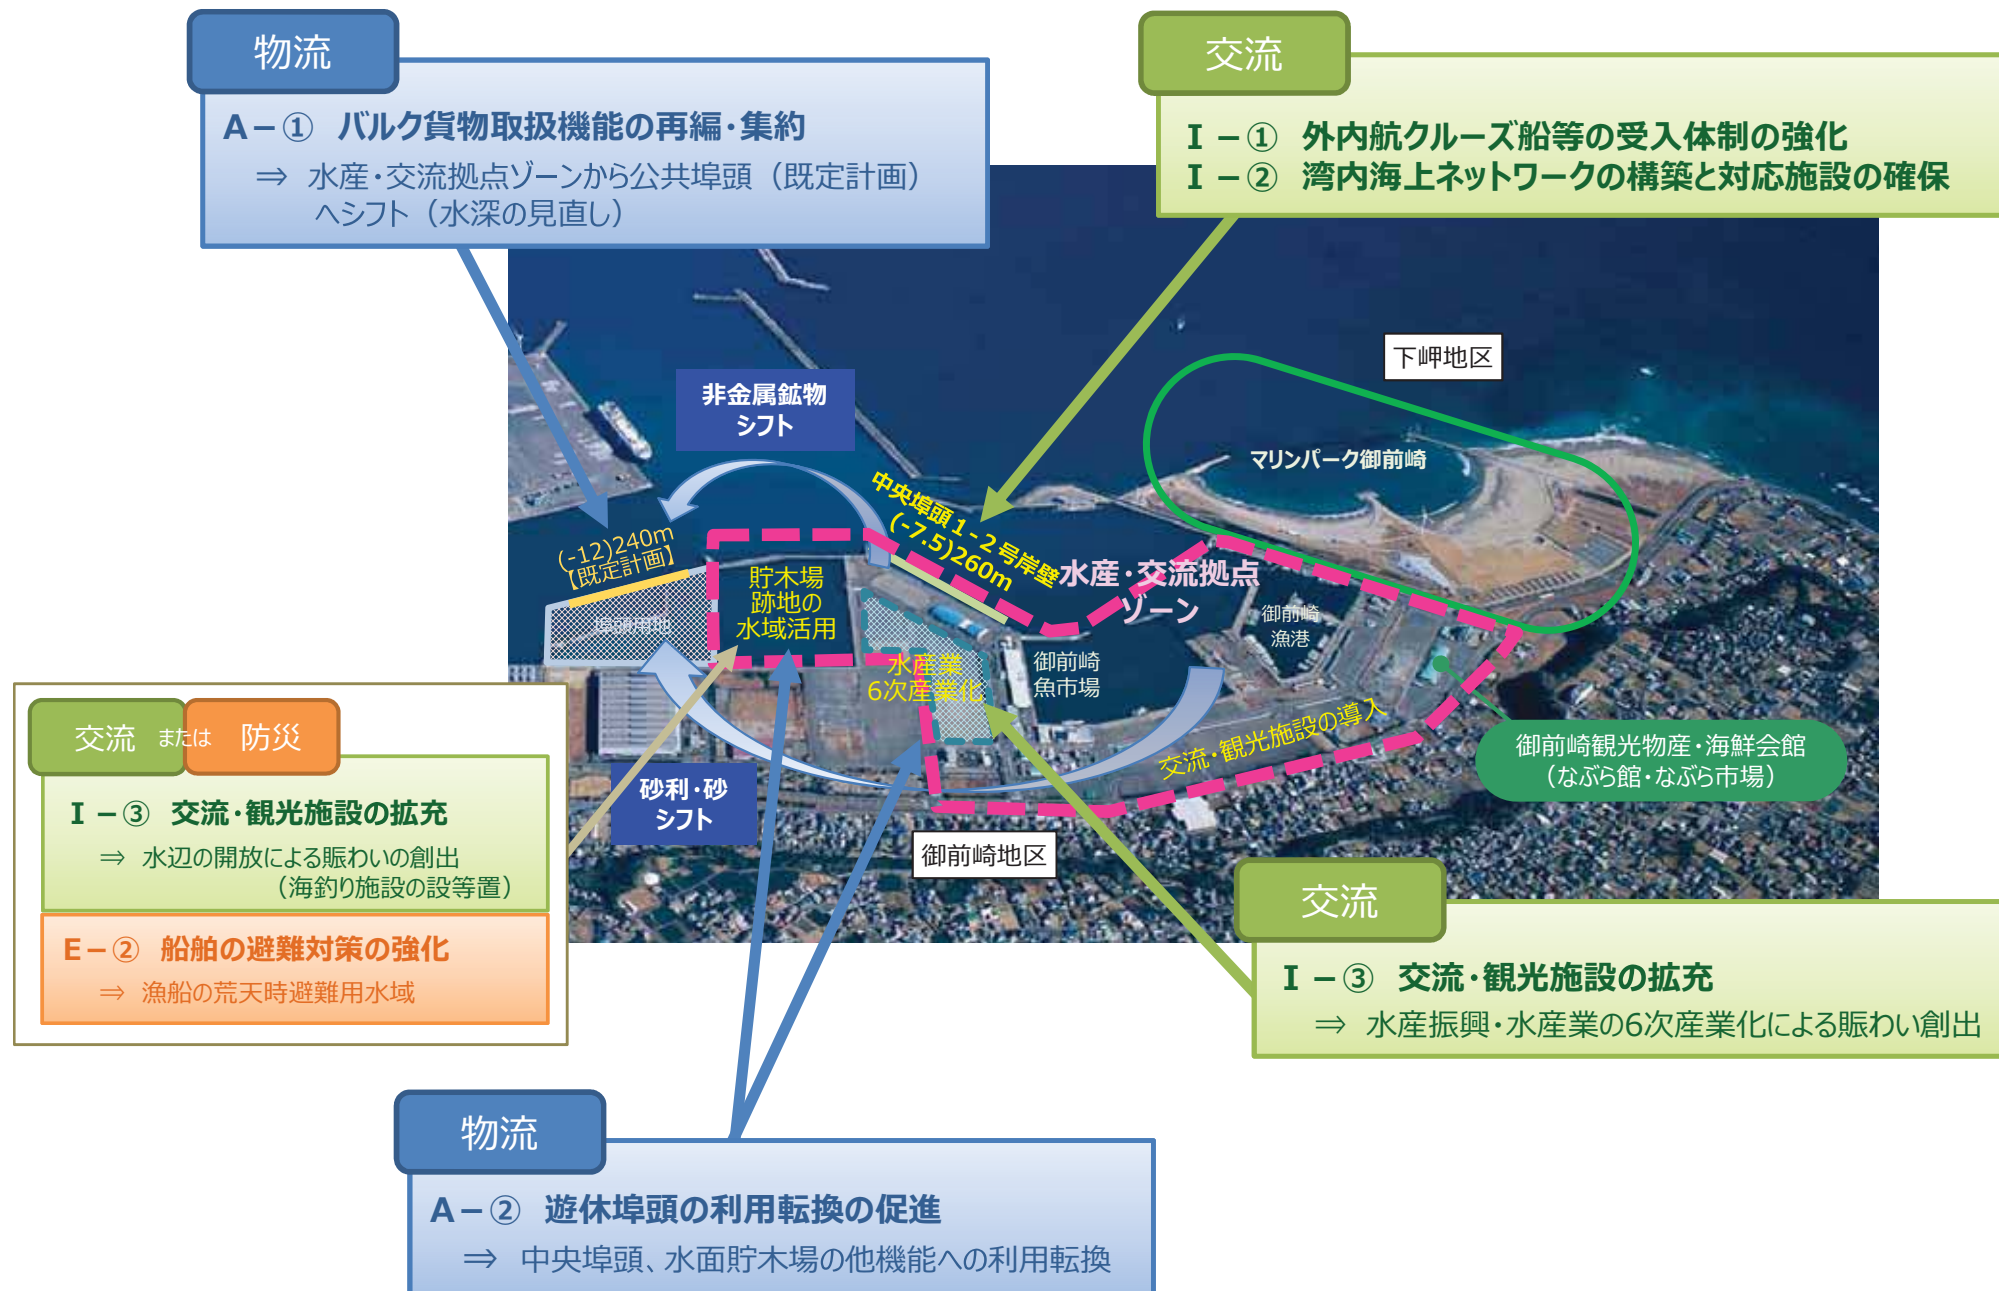 物流
A－① バルク貨物取扱機能の再編・集約
⇒ 水産・交流拠点ゾーンから公共埠頭（既定計画）
へシフト（水深の見直し）
交流
I－① 外内航クルーズ船等の受入体制の強化
I－② 湾内海上ネットワークの構築と対応施設の確保
下岬地区
非金属鉱物
シフト
マリンパーク御前崎
中央埠頭1-2号岸壁
(-7.5)260m
(-12)240m
【既定計画】
水産・交流拠点
ゾーン
貯木場
跡地の
水域活用
埠頭用地
御前崎
漁港
水産業
6次産業化
御前崎
魚市場
交流・観光施設の導入
御前崎観光物産・海鮮会館
（なぶら館・なぶら市場）
砂利・砂
シフト
御前崎地区
交流 または 防災
I－③ 交流・観光施設の拡充
⇒ 水辺の開放による賑わいの創出
（海釣り施設の設等置）
E－② 船舶の避難対策の強化
⇒ 漁船の荒天時避難用水域
交流
I－③ 交流・観光施設の拡充
⇒ 水産振興・水産業の6次産業化による賑わい創出
物流
A－② 遊休埠頭の利用転換の促進
⇒ 中央埠頭、水面貯木場の他機能への利用転換